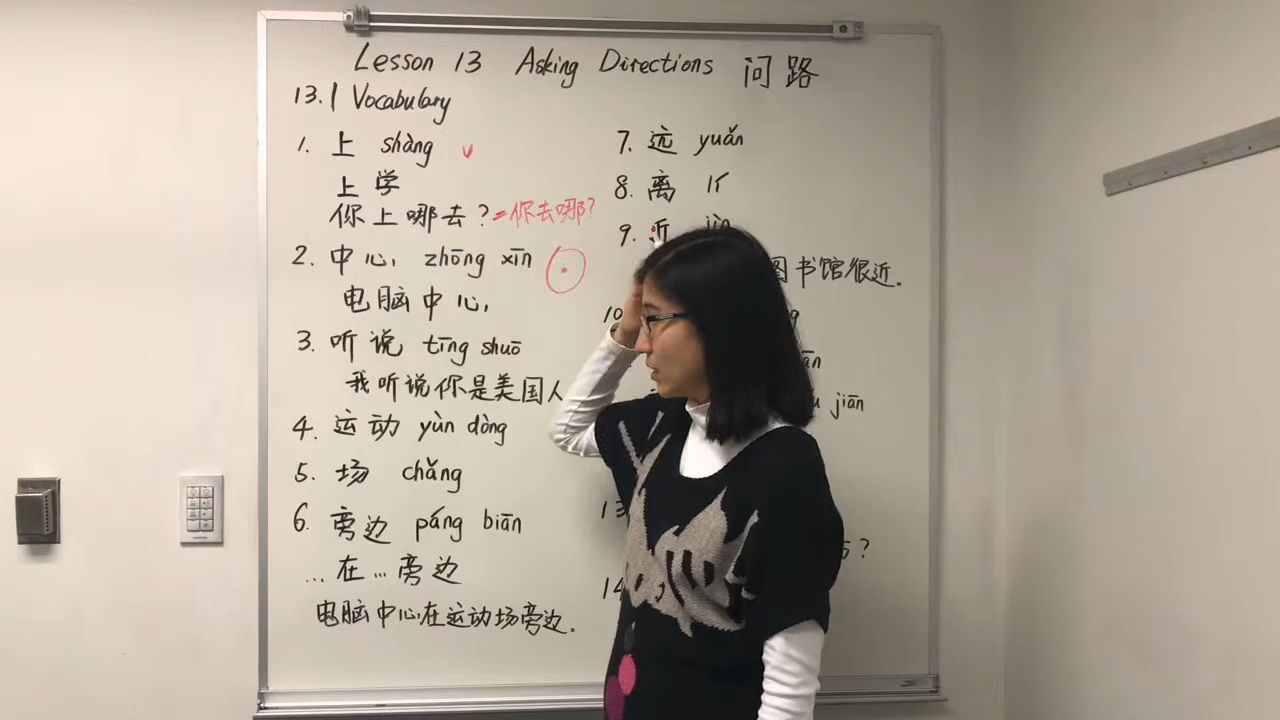 Lesson 13 Asking Directions 问路
13.1 Vocabulary
1. 上 shàng v
上学
你上哪去?=你去哪?
2. 中心 zhōng xīn
电脑中心
3. 听说 tīng shuō
我听说你是美国人
4. 运动 yùn dòng
5. 场 chǎng
6. 旁边 páng biān
...在...旁边
电脑中心在运动场旁边.
7. 远 yuǎn
8. 离 lí
9. 近 jìn
图书馆很近.
10.
jiān
13
?
14